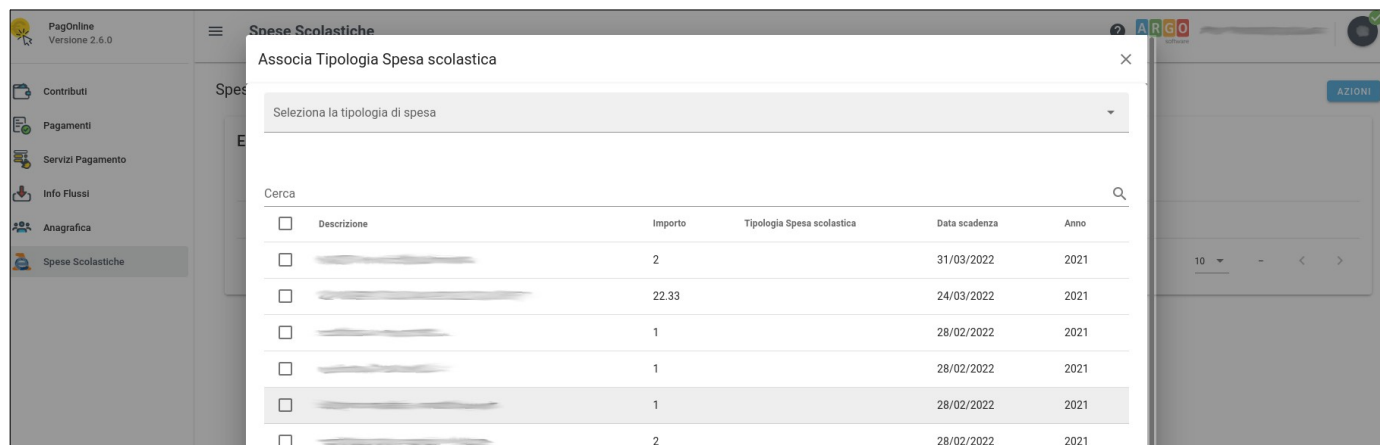 PagOnline
Versione 2.6.0
Spese Scolastiche
ARGO
software
Associa Tipologia Spesa scolastica
Contributi
Spes
AZIONI
Seleziona la tipologia di spesa
Pagamenti
E
Servizi Pagamento
Info Flussi
Cerca
Anagrafica
Descrizione Importo Tipologia Spesa scolastica Data scadenza Anno
Spese Scolastiche
2 31/03/2022 2021
10 –
22.33 24/03/2022 2021
1 28/02/2022 2021
1 28/02/2022 2021
1 28/02/2022 2021
2 28/02/2022 2021